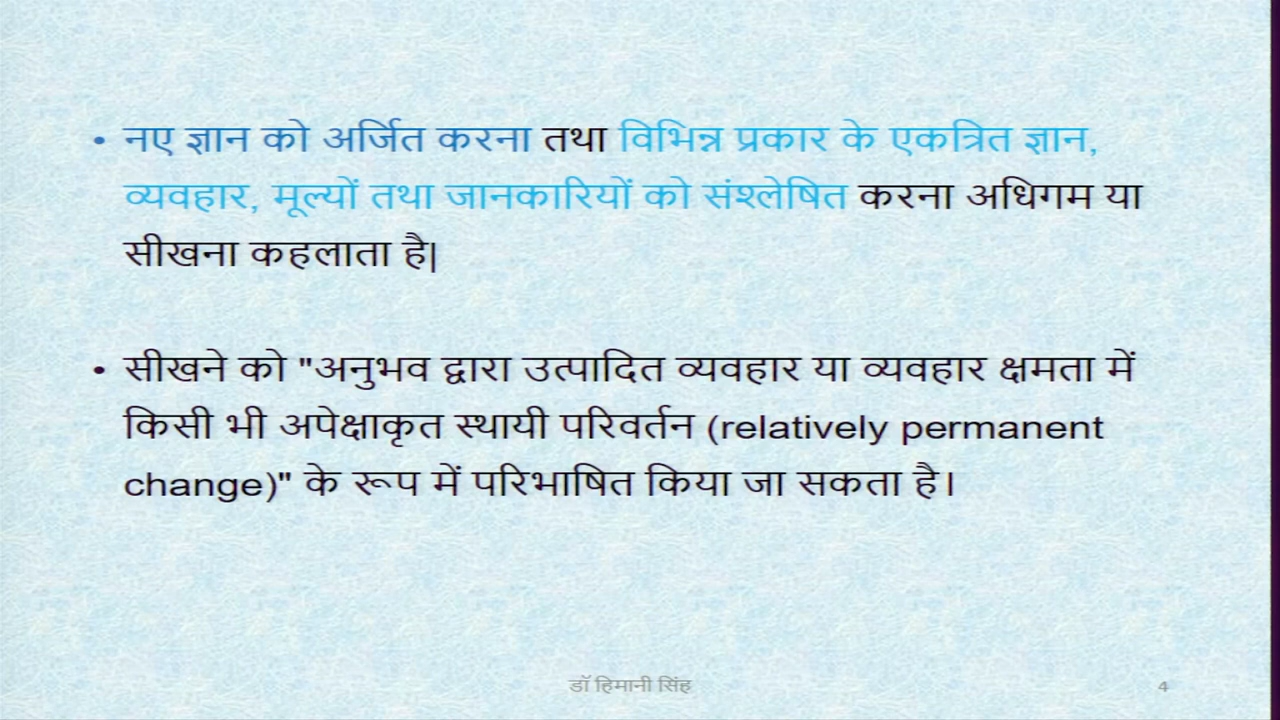 • नए ज्ञान को अर्जित करना तथा विभिन्न प्रकार के एकत्रित ज्ञान,
व्यवहार, मूल्यों तथा जानकारियों को संश्लेषित करना अधिगम या
सीखना कहलाता है|
• सीखने को "अनुभव द्वारा उत्पादित व्यवहार या व्यवहार क्षमता में
किसी भी अपेक्षाकृत स्थायी परिवर्तन (relatively permanent
change)" के रूप में परिभाषित किया जा सकता है।
डॉ हिमानी सिंह
4